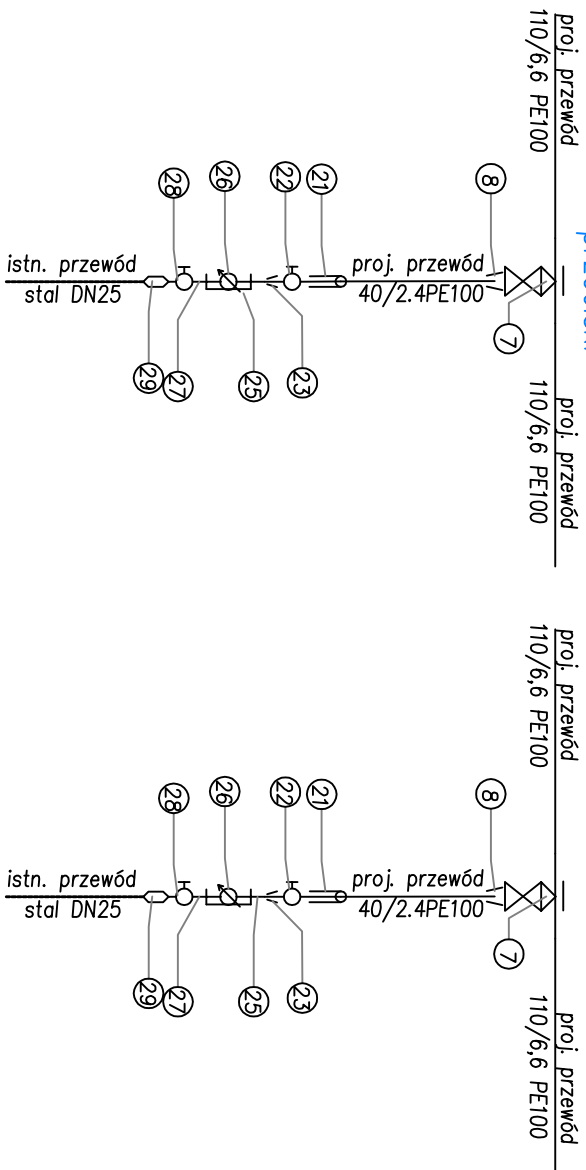 proj. przewód
110/6,6 PE100
proj. przewód
110/6,6 PE100
8
7
proj. przewód
40/2.4PE100
21
22
23
26
25
28
27
29
istn. przewód
stal DN25
proj. przewód
110/6,6 PE100
proj. przewód
110/6,6 PE100
8
7
proj. przewód
40/2.4PE100
21
22
23
26
25
28
27
29
istn. przewód
stal DN25